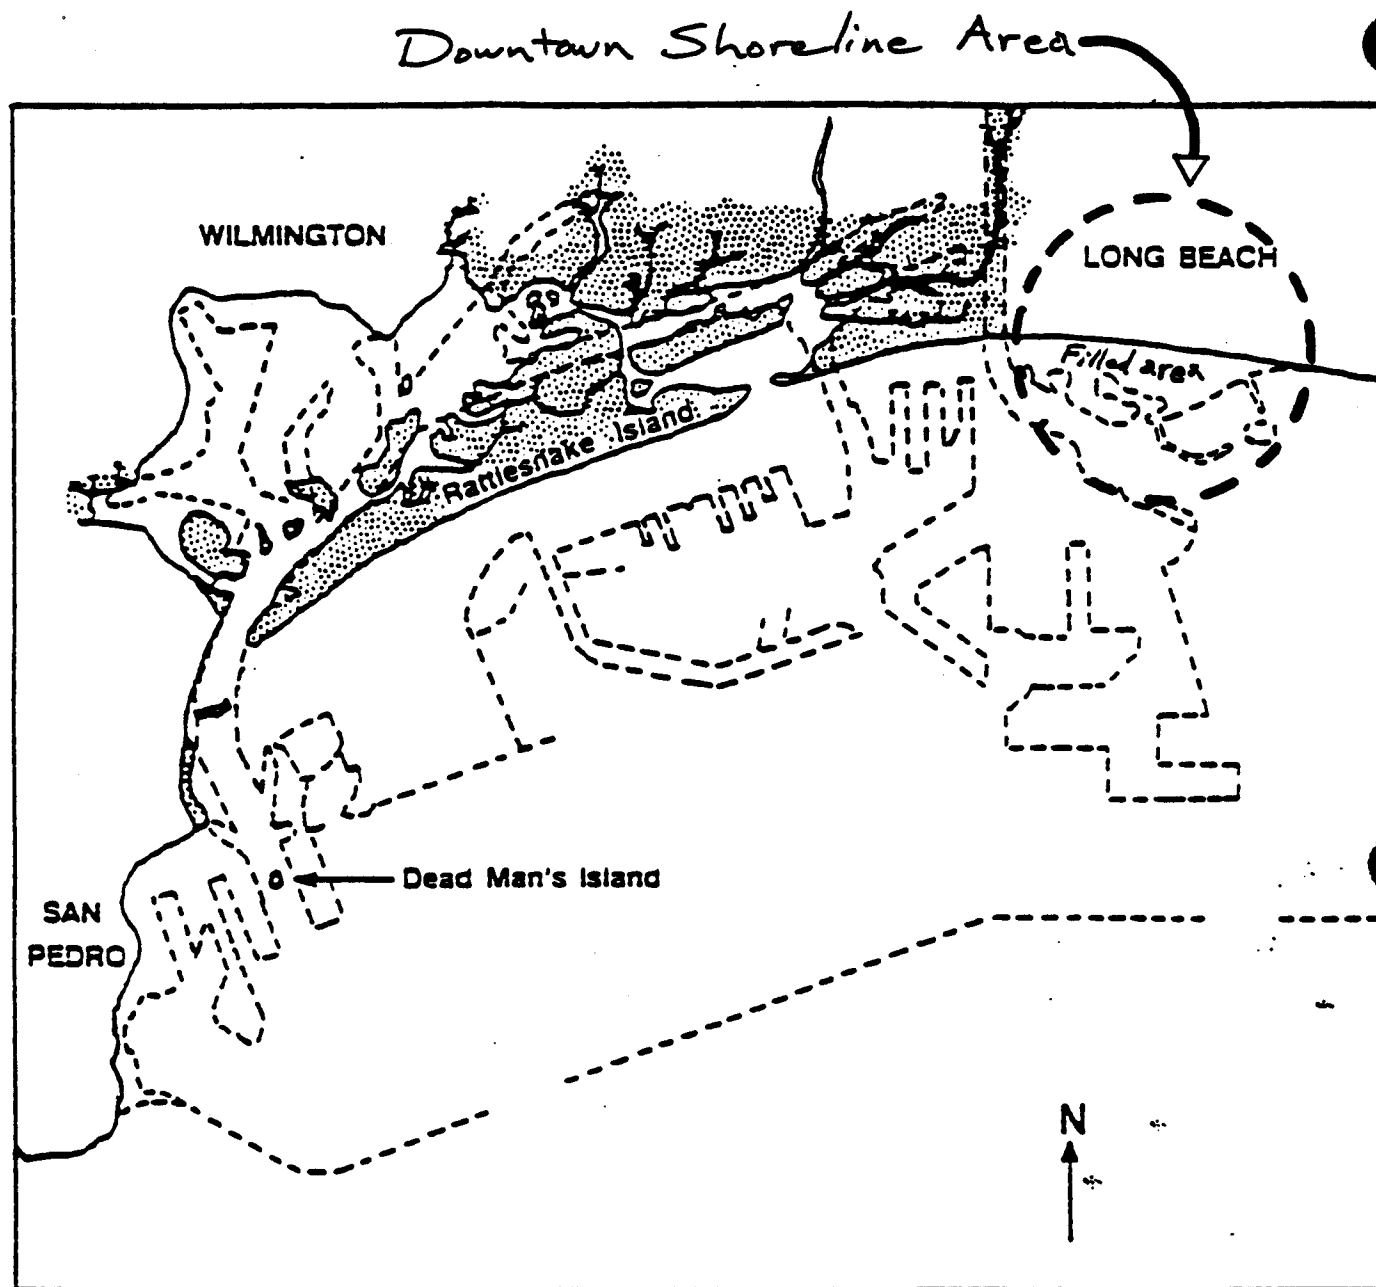 Downtown Shoreline Area
WILMINGTON
LONG BEACH
Filled area
Rattlesnake Island
Dead Man's Island
SAN
PEDRO
N